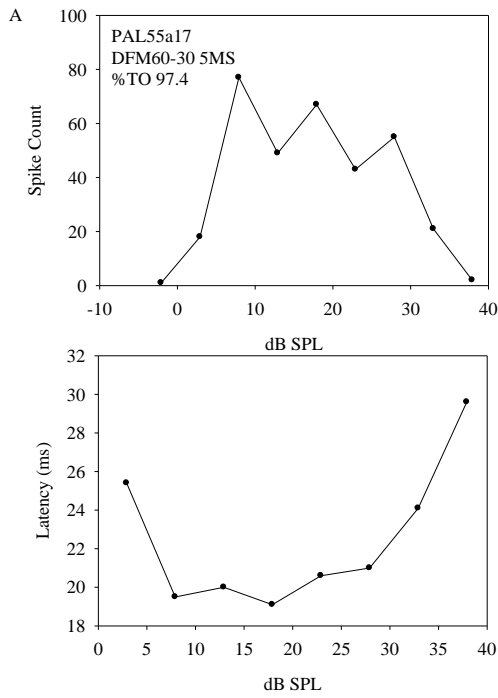 A
PAL55a17
DFM60-30 5MS
%TO 97.4
100
80
60
40
20
0
Spike Count
-10 0 10 20 30 40
dB SPL
32
30
28
26
24
22
20
18
Latency (ms)
0 5 10 15 20 25 30 35 40
dB SPL